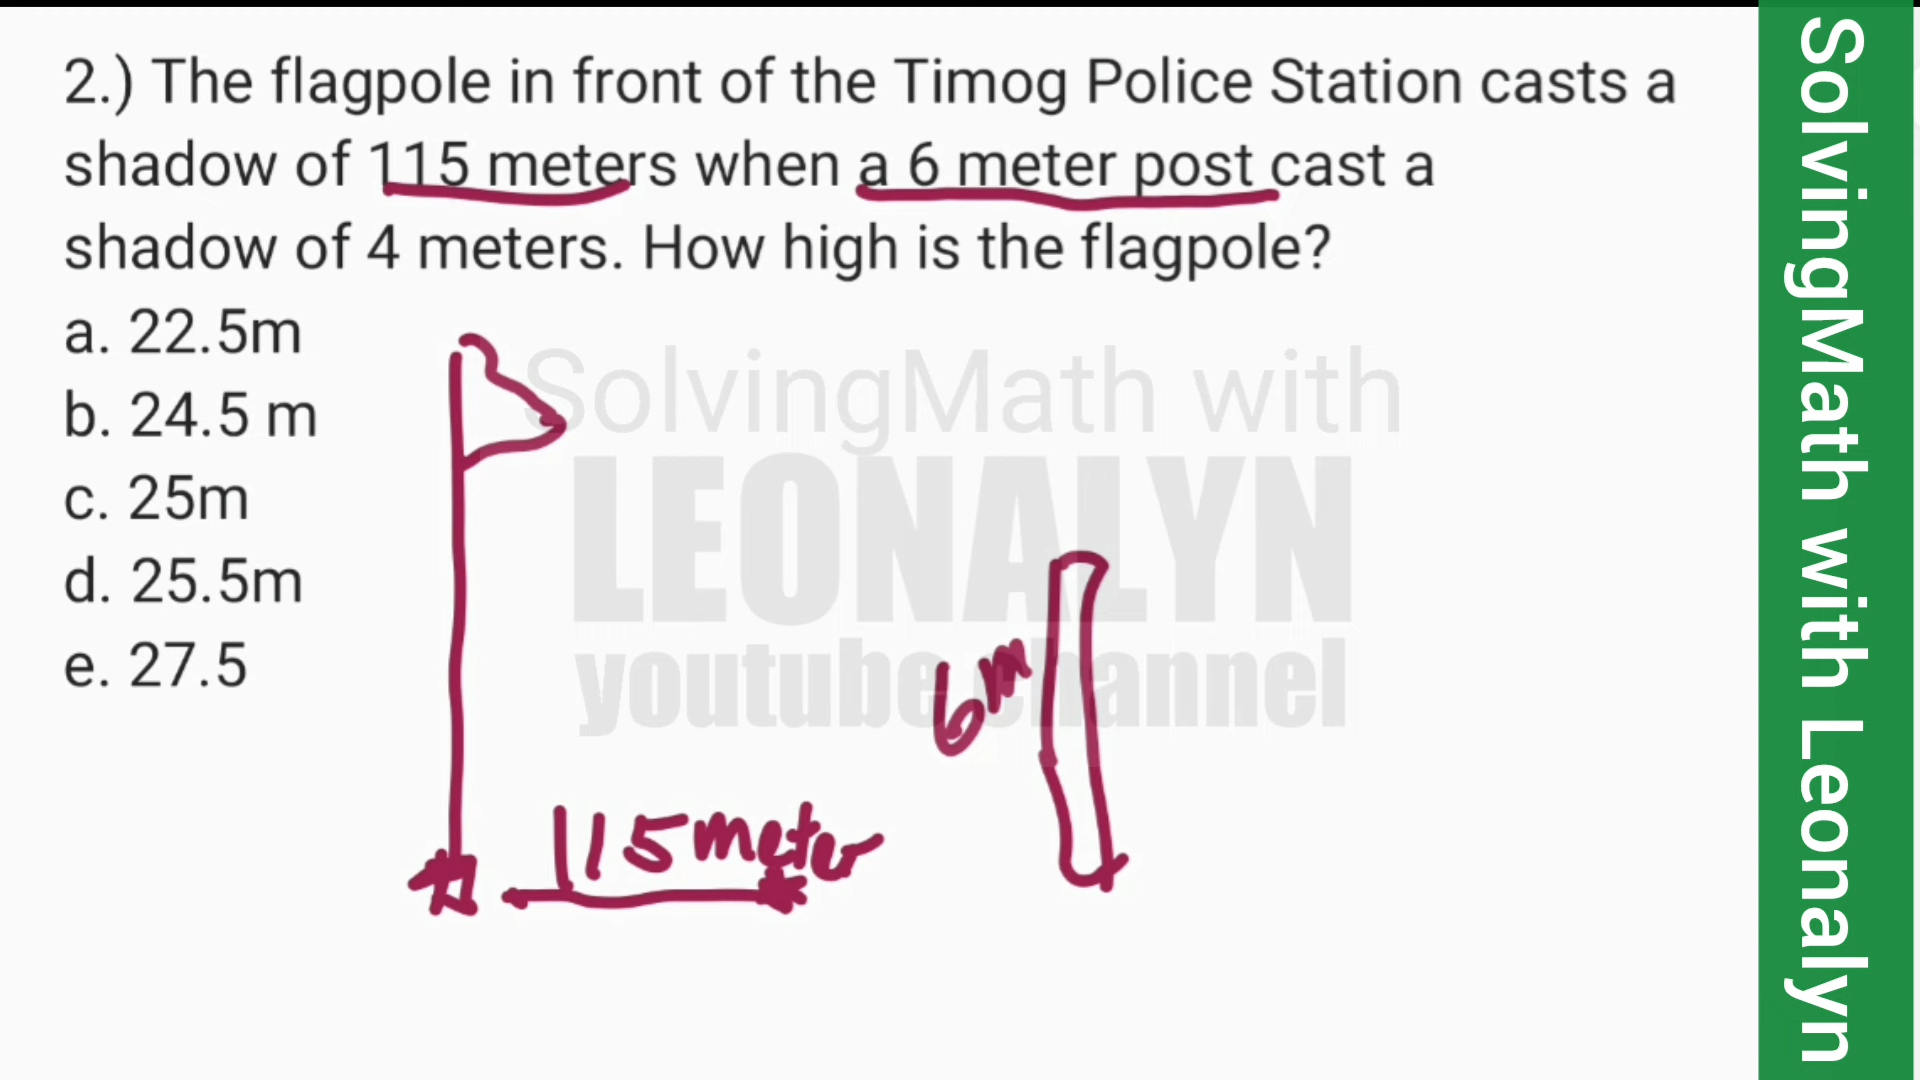 2.) The flagpole in front of the Timog Police Station casts a
shadow of 115 meters when a 6 meter post cast a
shadow of 4 meters. How high is the flagpole?
a. 22.5m
b. 24.5 m
c. 25m
d. 25.5m
e. 27.5
SolvingMath with
LEONALYN
youtube channel
6m
115 meter
SolvingMath with Leonalyn